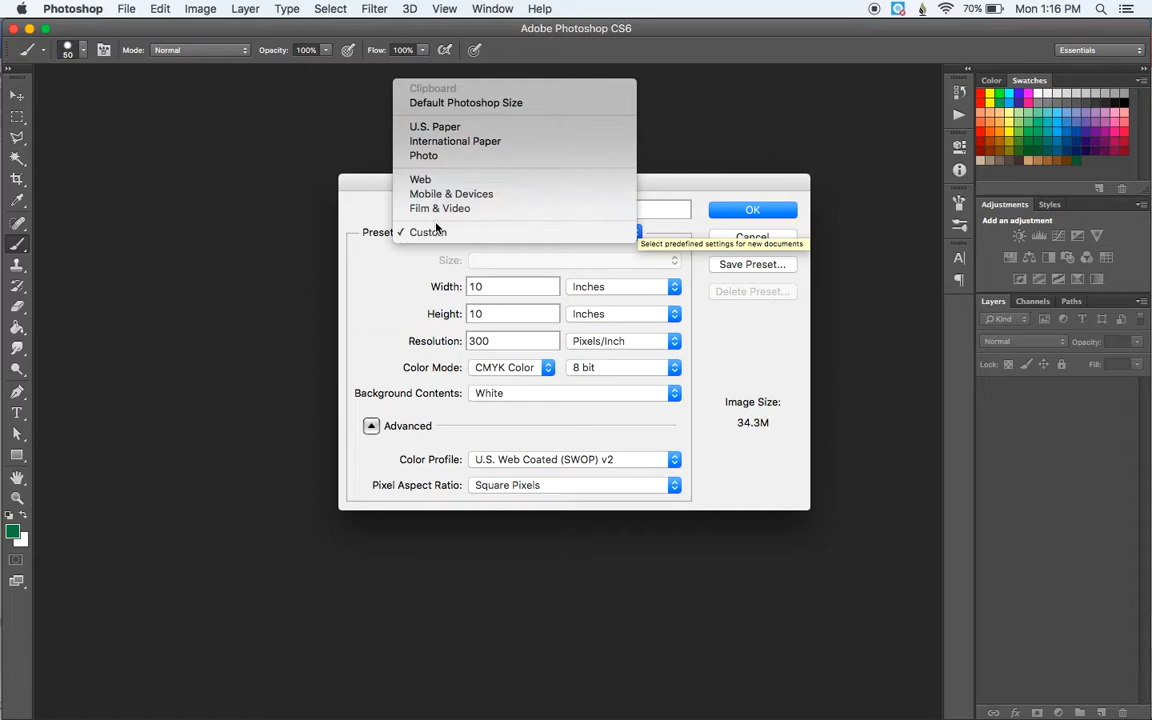 Photoshop File Edit Image Layer Type Select Filter 3D View Window Help 70% Mon 1:16 PM
Adobe Photoshop CS6
50 Mode: Normal Opacity: 100% Flow: 100% Essentials
Clipboard
Default Photoshop Size
U.S. Paper
International Paper
Photo
Web
Mobile & Devices
Film & Video
Preset ✓ Custom
OK
Cancel
Select predefined settings for new documents
Save Preset...
Delete Preset...
Size:
Width: 10 Inches
Height: 10 Inches
Resolution: 300 Pixels/Inch
Color Mode: CMYK Color 8 bit
Background Contents: White
Image Size:
34.3M
Advanced
Color Profile: U.S. Web Coated (SWOP) v2
Pixel Aspect Ratio: Square Pixels
Color Swatches
Adjustments Styles
Add an adjustment
Layers Channels Paths
Kind
Normal Opacity:
Lock: Fill: